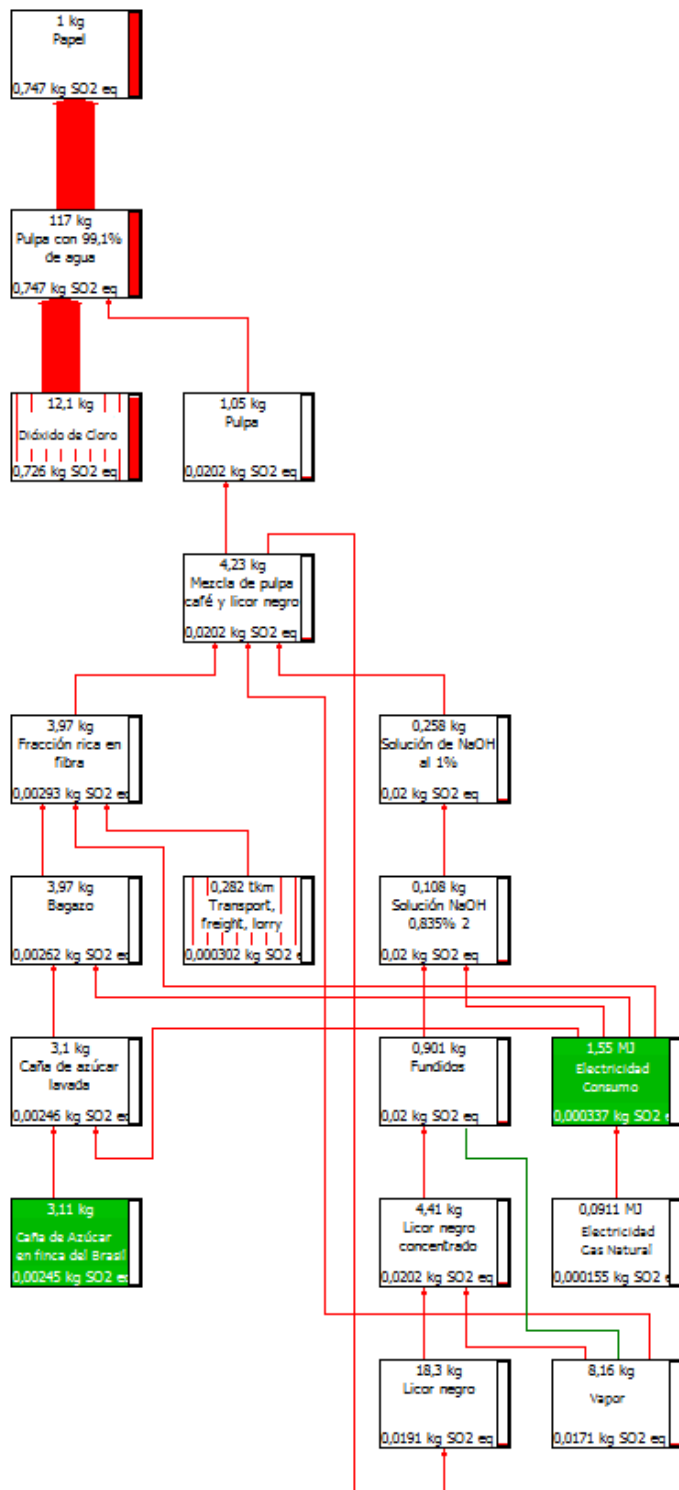 1 kg
Papel
0,747 kg SO2 eq
117 kg
Pulpa con 99,1%
de agua
0,747 kg SO2 eq
12,1 kg
Dióxido de Cloro
0,726 kg SO2 eq
1,05 kg
Pulpa
0,0202 kg SO2 eq
4,23 kg
Mezcla de pulpa
café y licor negro
0,0202 kg SO2 eq
3,97 kg
Fracción rica en
fibra
0,00293 kg SO2 eq
0,258 kg
Solución de NaOH
al 1%
0,02 kg SO2 eq
3,97 kg
Bagazo
0,00262 kg SO2 eq
0,282 tkm
Transport,
freight, lorry
0,000302 kg SO2 e
0,108 kg
Solución NaOH
0,835% 2
0,02 kg SO2 eq
3,1 kg
Caña de azúcar
lavada
0,00246 kg SO2 eq
0,901 kg
Fundidos
0,02 kg SO2 eq
1,55 MJ
Electricidad
Consumo
0,000337 kg SO2 e
3,11 kg
Caña de Azúcar
en finca del Brasil
0,00245 kg SO2 eq
4,41 kg
Licor negro
concentrado
0,0202 kg SO2 eq
0,0911 MJ
Electricidad
Gas Natural
0,000155 kg SO2 e
18,3 kg
Licor negro
0,0191 kg SO2 eq
8,16 kg
Vapor
0,0171 kg SO2 eq